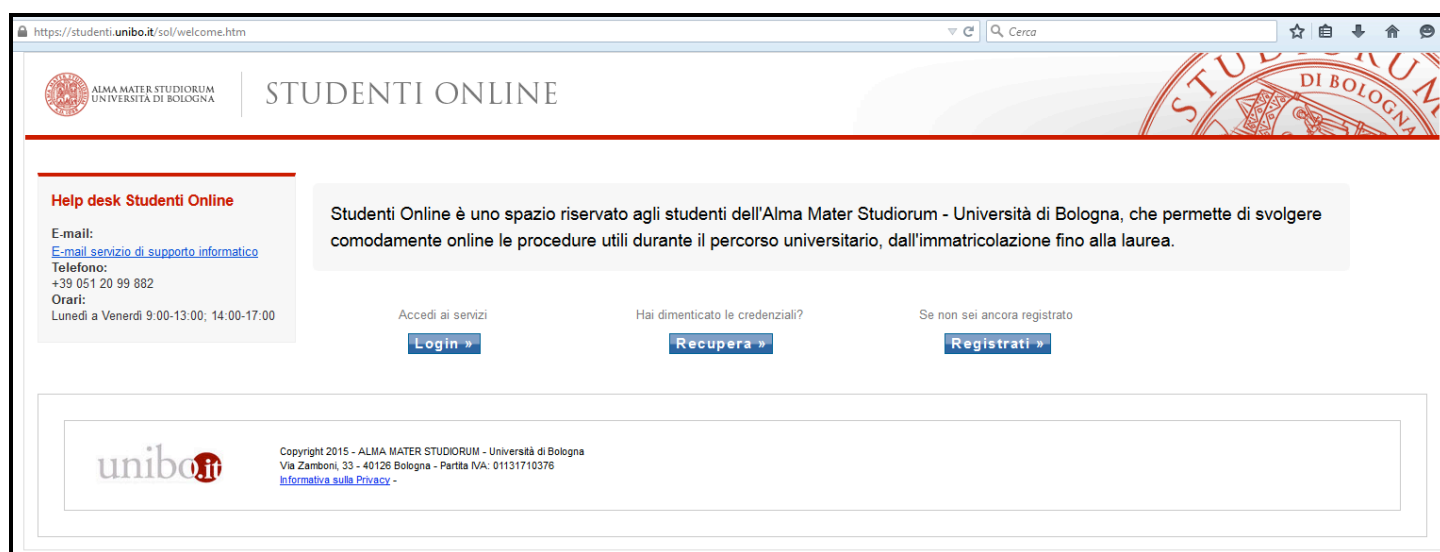 https://studenti.unibo.it/sol/welcome.htm
Cerca
ALMA MATER STUDIORUM
UNIVERSITÀ DI BOLOGNA
STUDENTI ONLINE
STUDIORUM
DI BOLOGNA
Help desk Studenti Online
E-mail:
E-mail servizio di supporto informatico
Telefono:
+39 051 20 99 882
Orari:
Lunedì a Venerdì 9:00-13:00; 14:00-17:00
Studenti Online è uno spazio riservato agli studenti dell'Alma Mater Studiorum - Università di Bologna, che permette di svolgere
comodamente online le procedure utili durante il percorso universitario, dall'immatricolazione fino alla laurea.
Accedi ai servizi
Hai dimenticato le credenziali?
Se non sei ancora registrato
Login »
Recupera »
Registrati »
unibo.it
Copyright 2015 - ALMA MATER STUDIORUM - Università di Bologna
Via Zamboni, 33 - 40126 Bologna - Partita IVA: 01131710376
Informativa sulla Privacy -